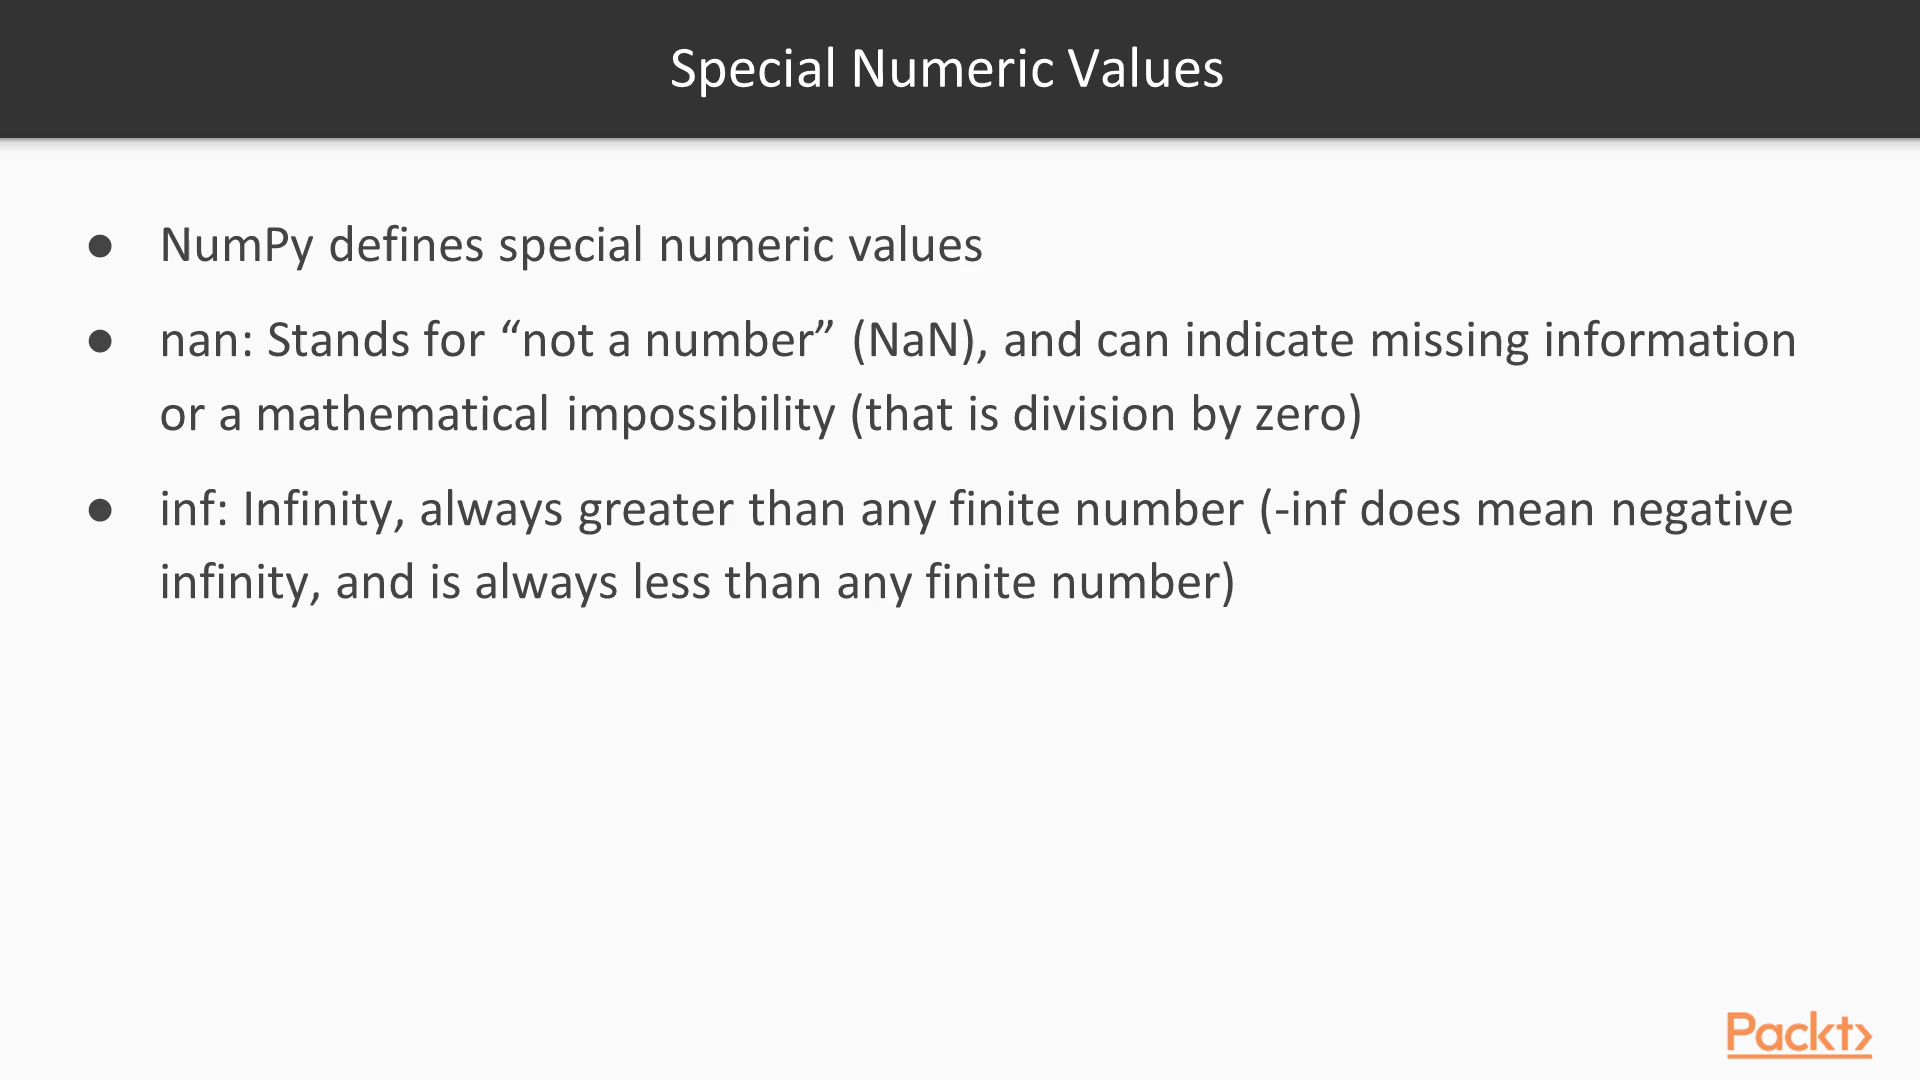 Special Numeric Values
● NumPy defines special numeric values
● nan: Stands for “not a number” (NaN), and can indicate missing information
or a mathematical impossibility (that is division by zero)
● inf: Infinity, always greater than any finite number (-inf does mean negative
infinity, and is always less than any finite number)
Packt>